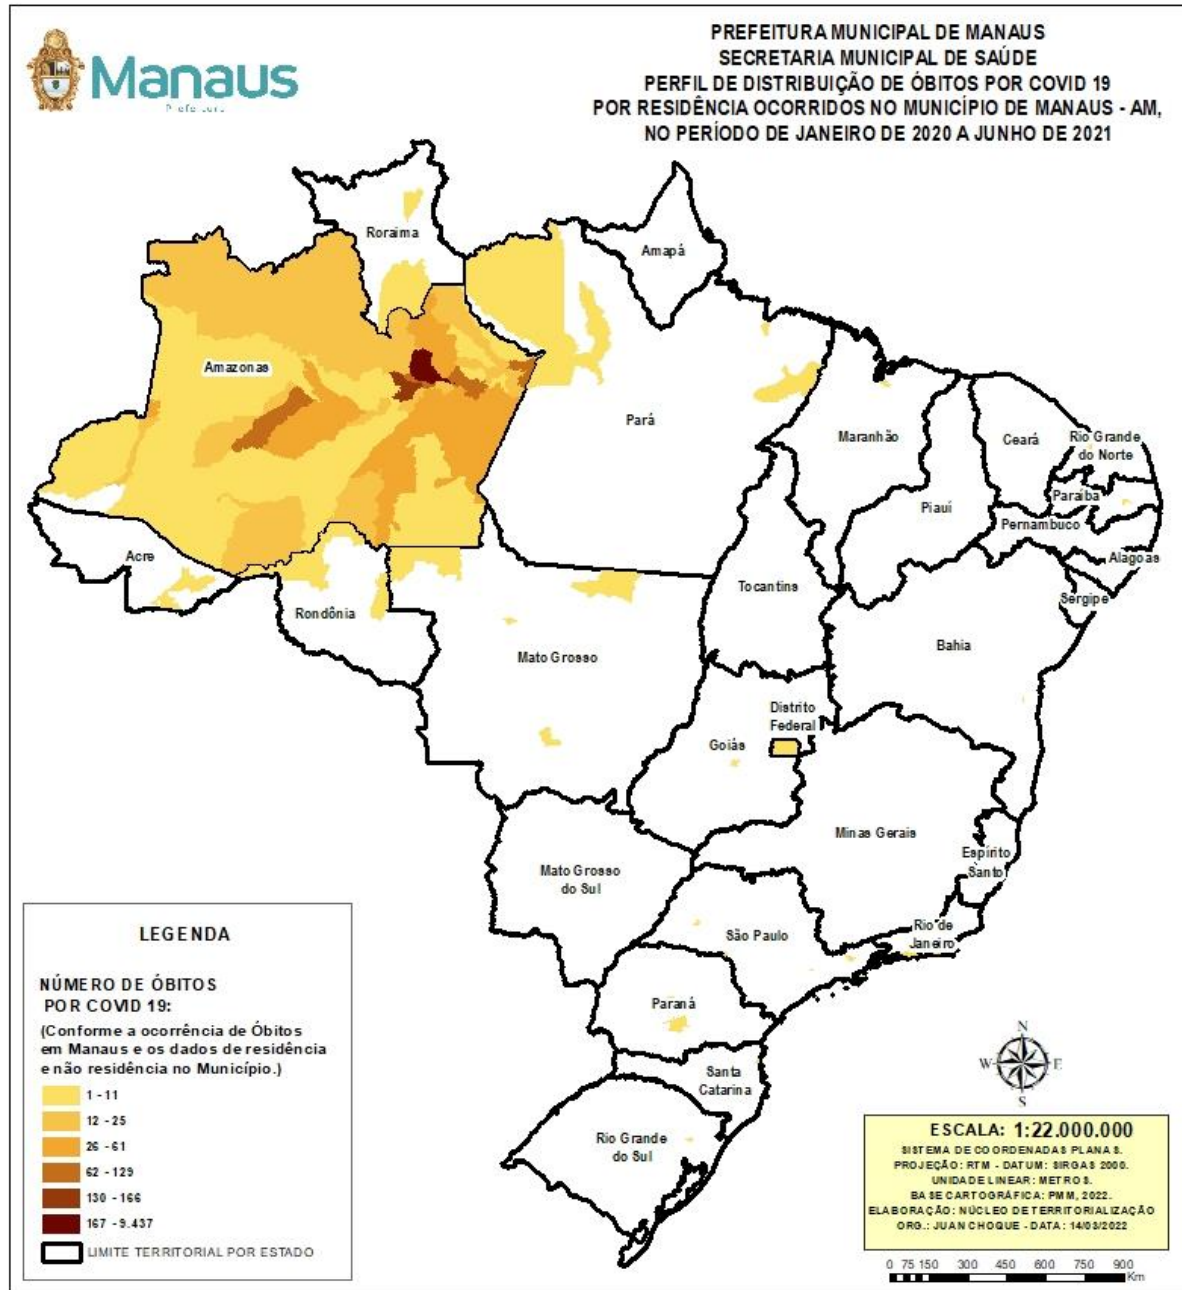 Manaus
Prefeitura
PREFEITURA MUNICIPAL DE MANAUS
SECRETARIA MUNICIPAL DE SAÚDE
PERFIL DE DISTRIBUIÇÃO DE ÓBITOS POR COVID 19
POR RESIDÊNCIA OCORRIDOS NO MUNICÍPIO DE MANAUS - AM,
NO PERÍODO DE JANEIRO DE 2020 A JUNHO DE 2021
Roraima
Amapá
Amazonas
Pará
Maranhão
Ceará
Rio Grande
do Norte
Paraíba
Piauí
Pernambuco
Alagoas
Sergipe
Acre
Rondônia
Tocantins
Bahia
Mato Grosso
Distrito
Federal
Goiás
Minas Gerais
Espírito
Santo
Mato Grosso
do Sul
São Paulo
Rio de
Janeiro
Paraná
Santa
Catarina
Rio Grande
do Sul
LEGENDA
NÚMERO DE ÓBITOS
POR COVID 19:
(Conforme a ocorrência de Óbitos
em Manaus e os dados de residência
e não residência no Município.)
1 - 11
12 - 25
26 - 61
62 - 129
130 - 166
167 - 9.437
LIMITE TERRITORIAL POR ESTADO
N
W E
S
ESCALA: 1:22.000.000
SISTEMA DE COORDENADAS PLANAS.
PROJEÇÃO: RTM - DATUM: SIRGAS 2000.
UNIDADE LINEAR: METROS.
BASE CARTOGRÁFICA: PMM, 2022.
ELABORAÇÃO: NÚCLEO DE TERRITORIALIZAÇÃO
ORG.: JUAN CHOQUE - DATA: 14/03/2022
0 75 150 300 450 600 750 900
Km